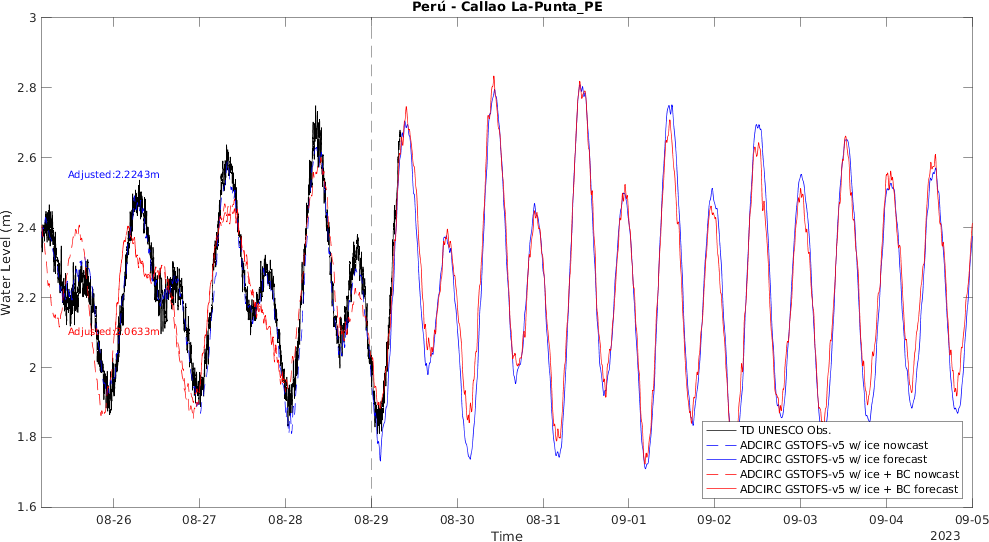 Perú - Callao La-Punta_PE
Water Level (m)
3
2.8
2.6
2.4
2.2
2
1.8
1.6
Adjusted:2.2243m
Adjusted:2.0633m
TD UNESCO Obs.
ADCIRC GSTOFS-v5 w/ ice nowcast
ADCIRC GSTOFS-v5 w/ ice forecast
ADCIRC GSTOFS-v5 w/ ice + BC nowcast
ADCIRC GSTOFS-v5 w/ ice + BC forecast
08-26 08-27 08-28 08-29 08-30 08-31 09-01 09-02 09-03 09-04 09-05
Time
2023